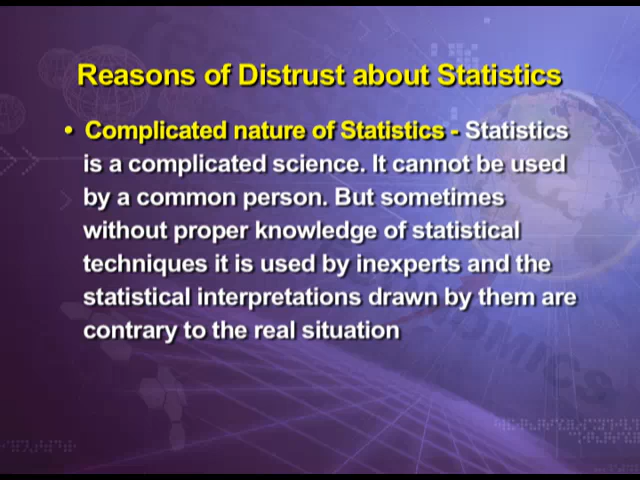 Reasons of Distrust about Statistics
• Complicated nature of Statistics - Statistics
is a complicated science. It cannot be used
by a common person. But sometimes
without proper knowledge of statistical
techniques it is used by inexperts and the
statistical interpretations drawn by them are
contrary to the real situation